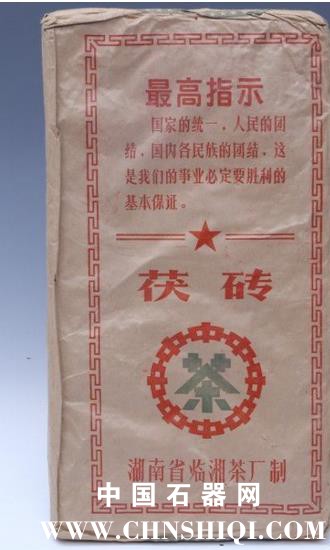 最高指示
国家的统一，人民的团
结，国内各民族的团结，这
是我们的事业必定要胜利的
基本保证。
茯砖
茶
湖南省临湘茶厂制
中国石器网
WWW.CHNSHIQI.COM